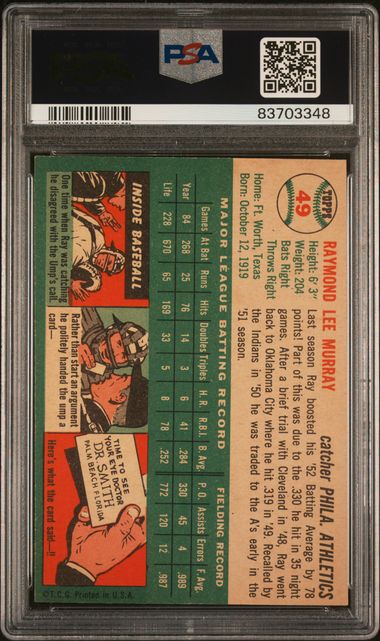 PSA
83703348
TOPPS
49
RAYMOND LEE MURRAY
catcher PHILA. ATHLETICS
Height: 6' 3"
Weight: 204
Bats Right
Throws Right
Home: Ft. Worth, Texas
Born: October 12, 1919
Last season Ray boosted his '52 Batting Average by 78
points! Part of this was due to the .330 he hit in 35 night
games. After a brief trial with Cleveland in '48, Ray went
back to Oklahoma City where he hit .319 in '49. Recalled by
the Indians in '50 he was traded to the A's early in the
'51 season.
MAJOR LEAGUE BATTING RECORD FIELDING RECORD
Games At Bat Runs Hits Doubles Triples H.R. R.B.I. B.Avg. P.O. Assists Errors F.Avg.
Year 84 268 25 76 14 3 6 41 .284 330 45 4 .989
Life 228 670 65 169 33 5 8 78 .252 772 120 12 .987
INSIDE BASEBALL
One time when Ray was catching
he disagreed with the Ump's call.
Rather than start an argument
he politely handed the ump a
card—
TIME TO SEE
YOUR EYE DOCTOR
DR SMITH
PALM BEACH FLORIDA
Here's what the card said—!!
©T.C.G. Printed in U.S.A.